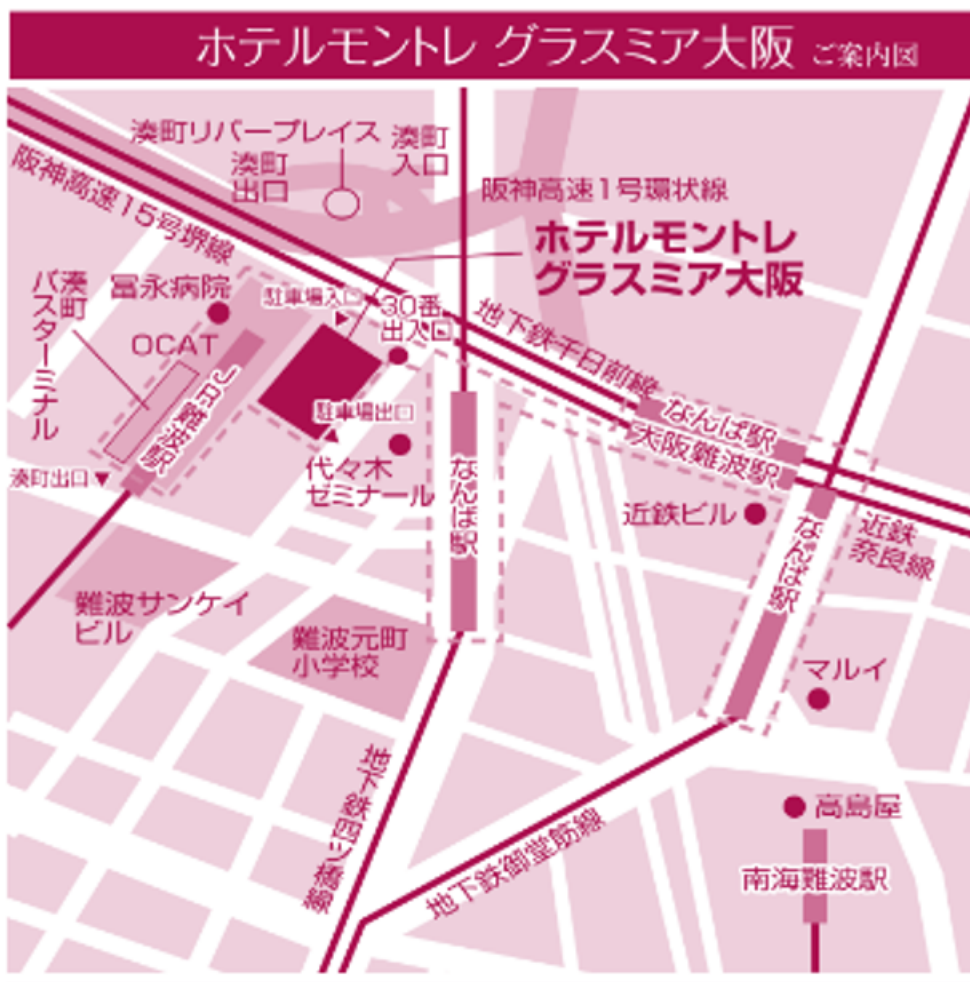 ホテルモントレ グラスミア大阪 ご案内図
湊町リバープレイス
湊町
出口
湊町
入口
阪神高速15号堺線
阪神高速1号環状線
ホテルモントレ
グラスミア大阪
湊町
バスターミナル
冨永病院
駐車場入口
30番
出入口
OCAT
JR難波駅
地下鉄千日前線
なんば駅
大阪難波駅
駐車場出口
代々木
ゼミナール
湊町出口
なんば駅
近鉄ビル
なんば駅
近鉄
奈良線
難波サンケイ
ビル
難波元町
小学校
マルイ
地下鉄四ツ橋線
地下鉄御堂筋線
高島屋
南海難波駅